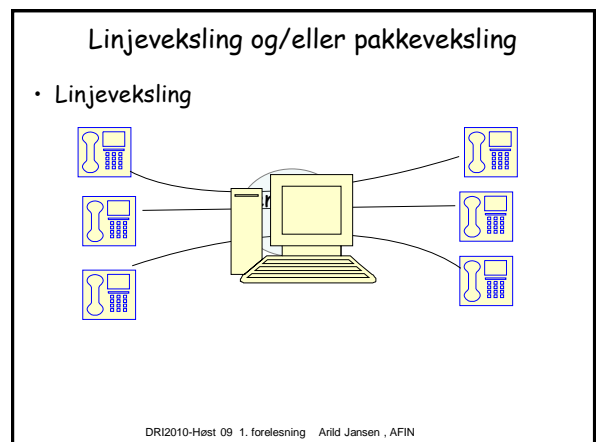 Linjeveksling og/eller pakkeveksling
• Linjeveksling
DRI2010-Høst 09 1. forelesning Arild Jansen , AFIN